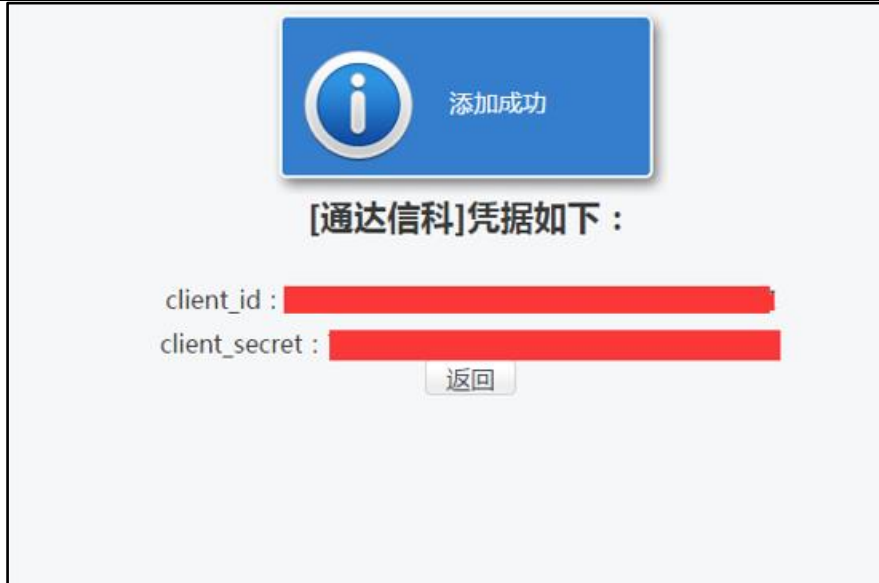 添加成功
[通达信科]凭据如下：
client_id：
client_secret：
返回